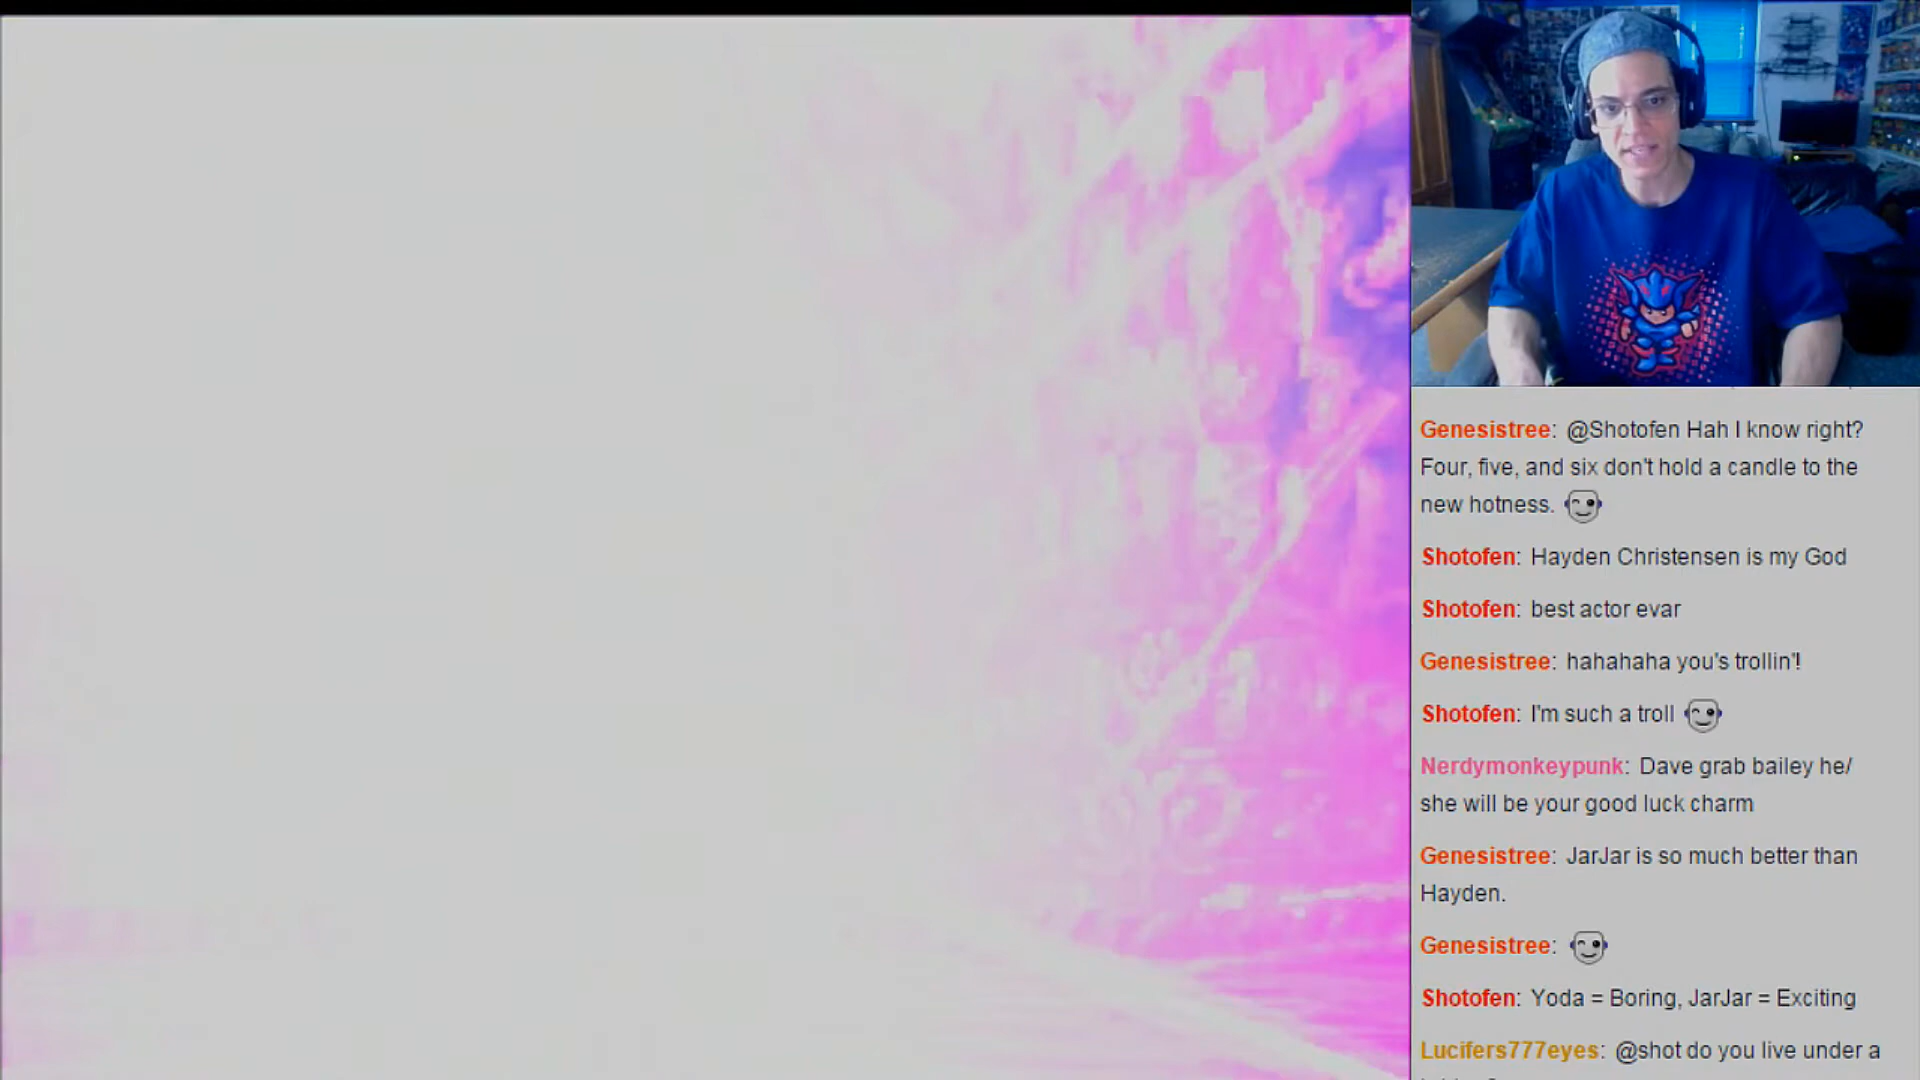 Genesistree: @Shotofen Hah I know right?
Four, five, and six don't hold a candle to the
new hotness.
Shotofen: Hayden Christensen is my God
Shotofen: best actor evar
Genesistree: hahahaha you's trollin'!
Shotofen: I'm such a troll
Nerdymonkeypunk: Dave grab bailey he/
she will be your good luck charm
Genesistree: JarJar is so much better than
Hayden.
Genesistree:
Shotofen: Yoda = Boring, JarJar = Exciting
Lucifers777eyes: @shot do you live under a